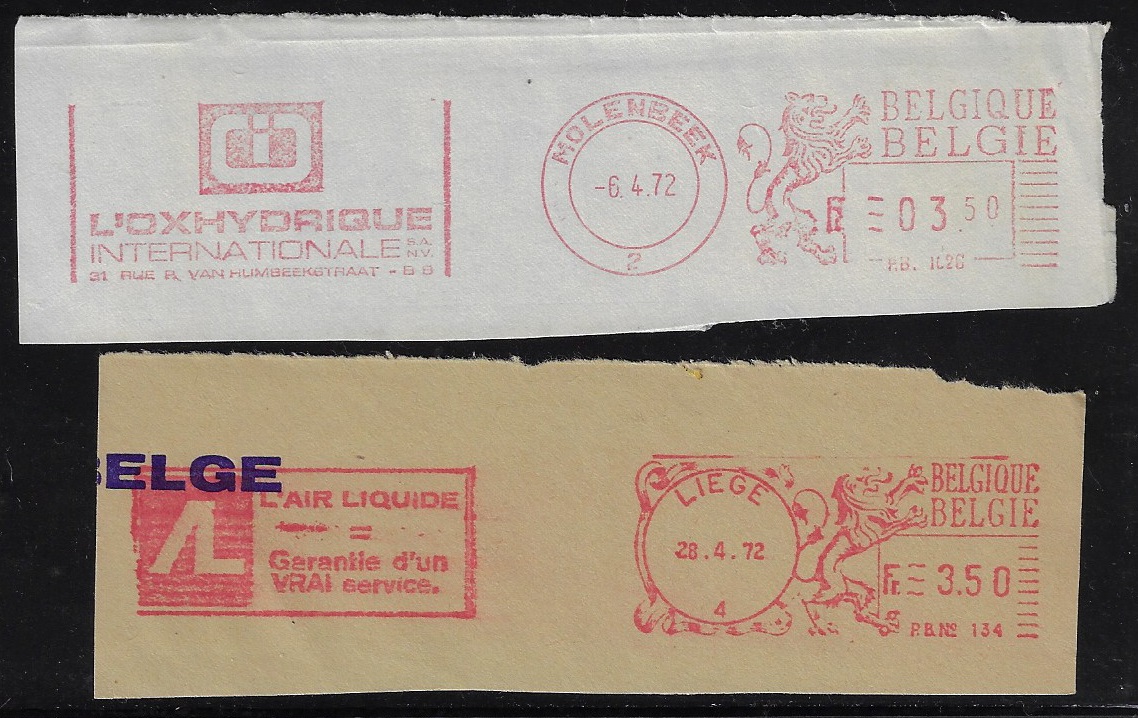 L'OXHYDRIQUE
INTERNATIONALE S.A. N.V.
31 RUE P. VAN HUMBEEKSTRAAT - B 8
MOLENBEEK
-6.4.72
2
BELGIQUE
BELGIE
Fr 03.50
P.B.
ELGE
AL
L'AIR LIQUIDE
=
Garantie d'un
VRAI service.
LIEGE
28.4.72
4
BELGIQUE
BELGIE
Fr 3.50
P.B.No 134